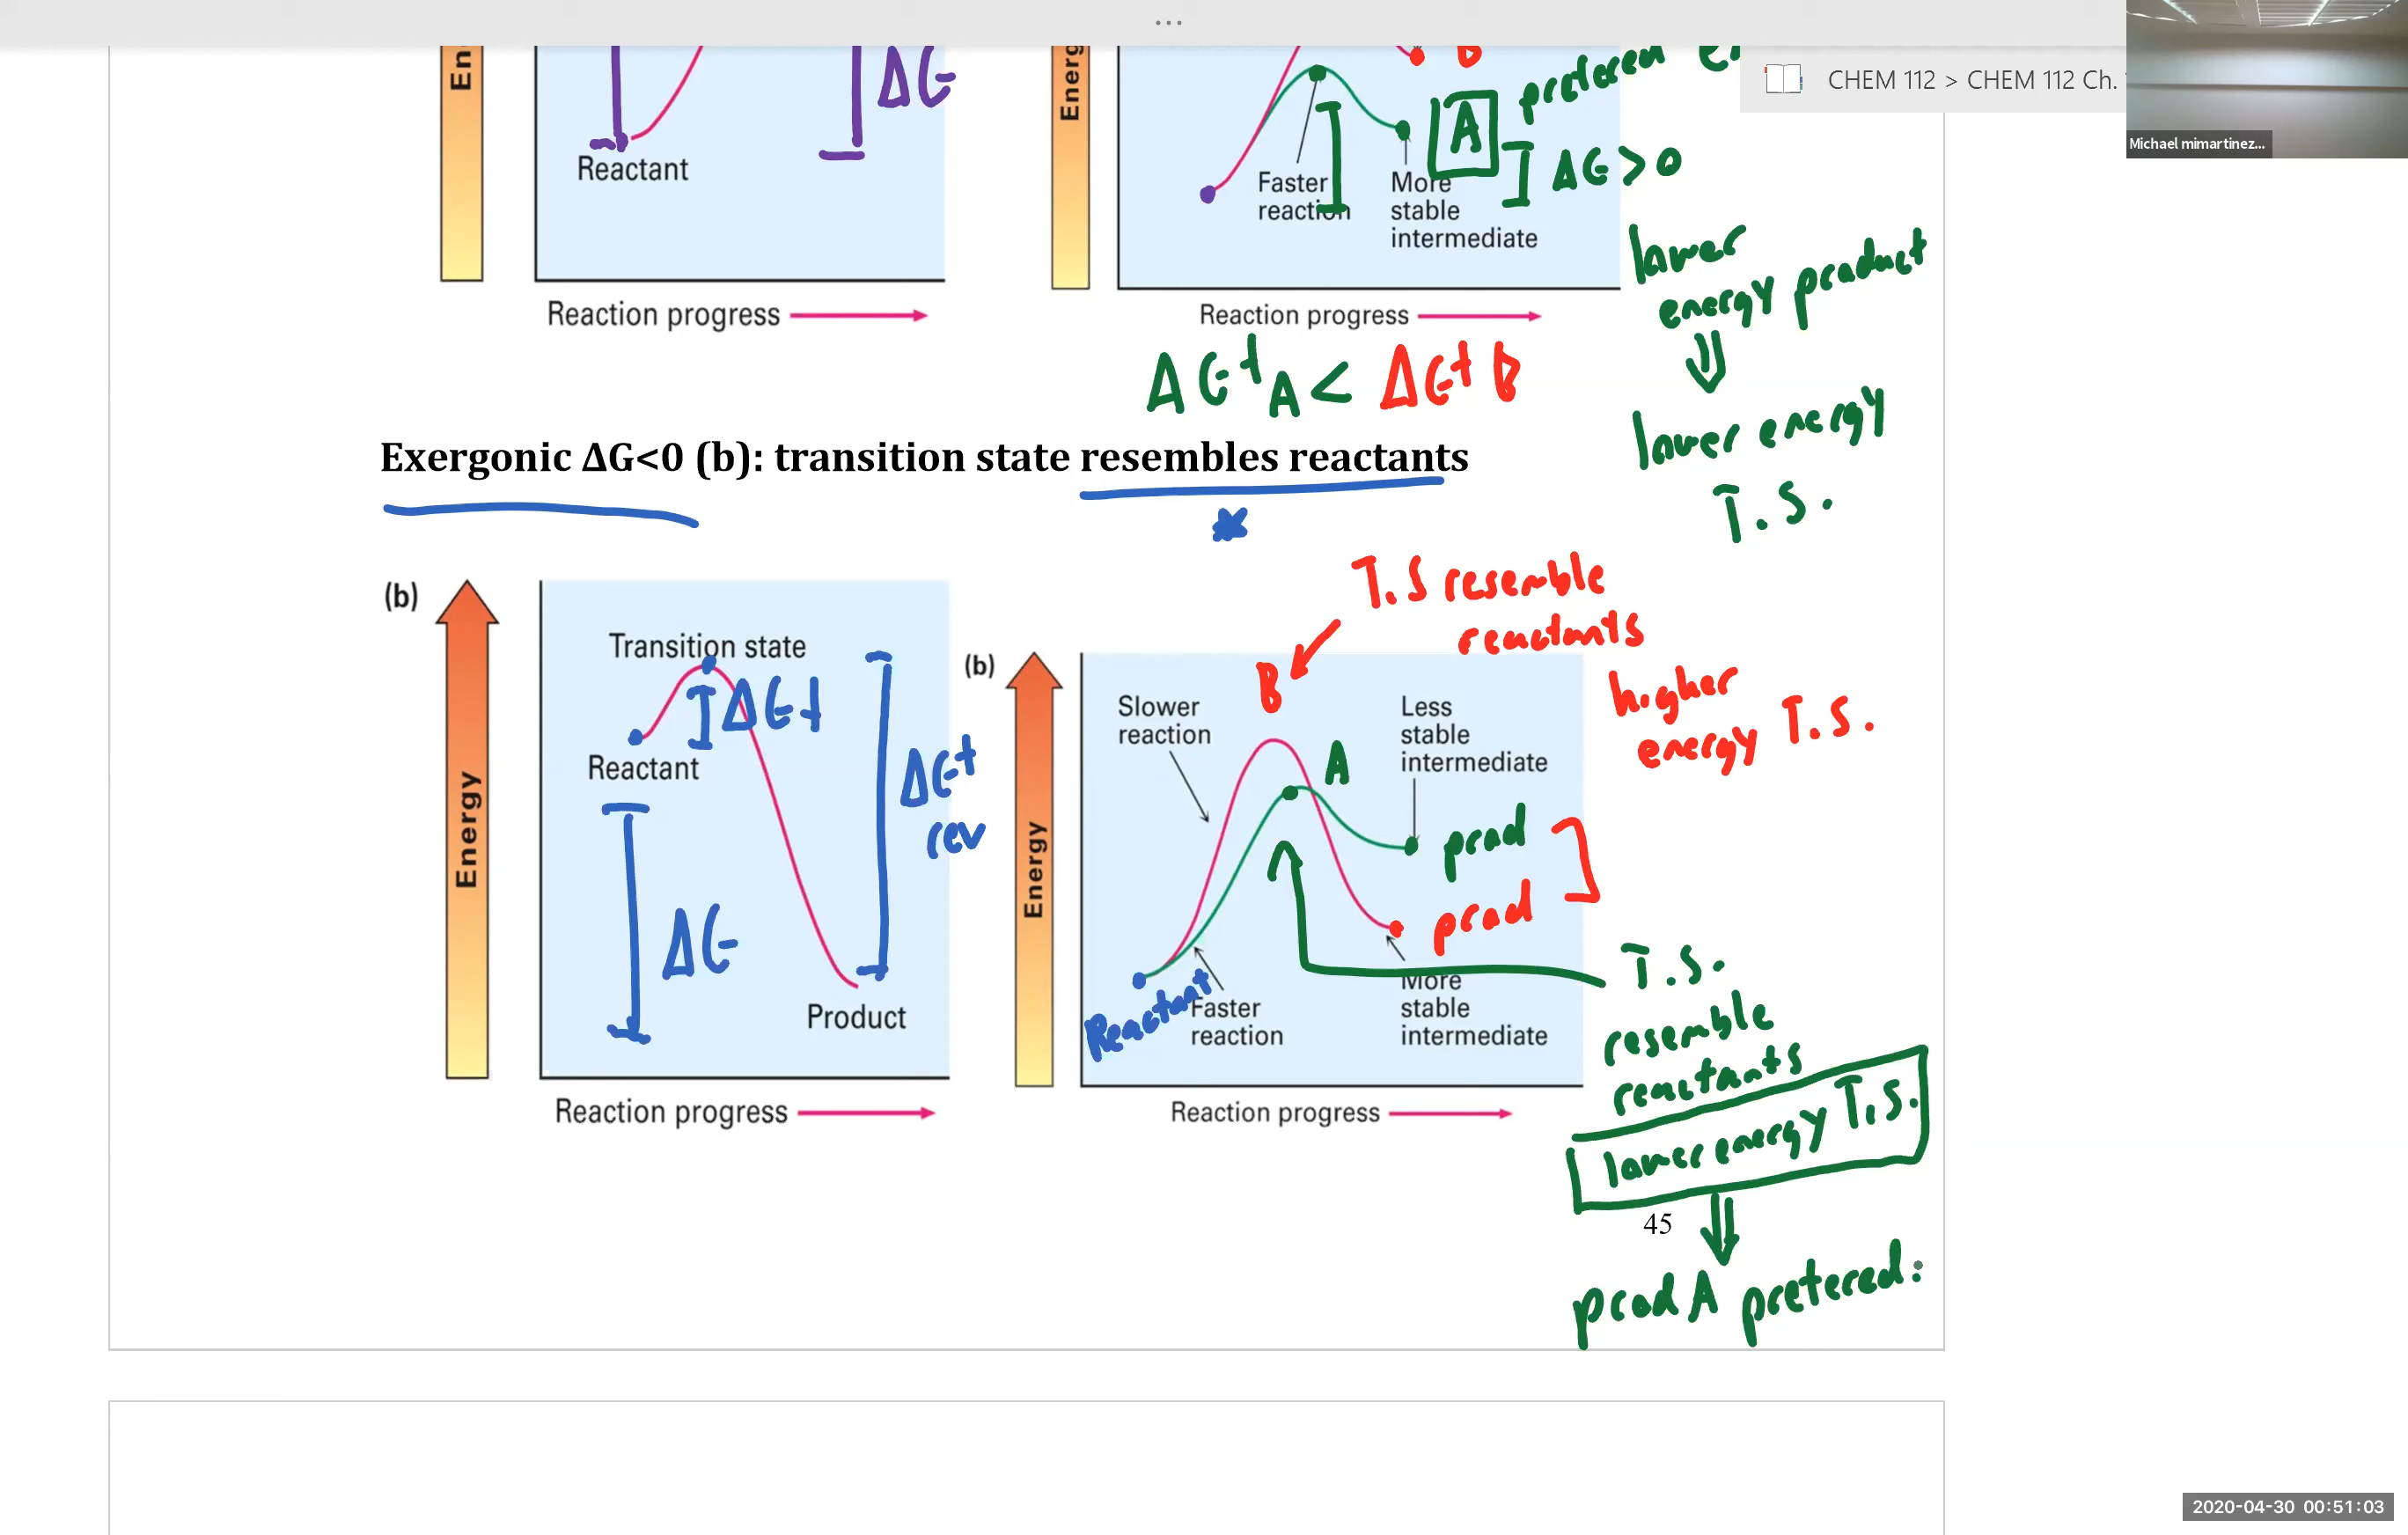 ...
CHEM 112 > CHEM 112 Ch.
Michael mimartinez...
En
ΔG
Reactant
Reaction progress
Energ
B
A
prefered
ΔG>0
Faster
reaction
More
stable
intermediate
Reaction progress
lower
energy product
⇓
lower energy
T.S.
ΔG‡A < ΔG‡B
Exergonic ΔG<0 (b): transition state resembles reactants
(b)
Energy
Transition state
ΔG‡
Reactant
ΔG
ΔG‡
rev
Product
Reaction progress
T.S resemble
reactants
higher
energy T.S.
(b)
Energy
B
Slower
reaction
A
Less
stable
intermediate
prod
prod
Reactant
Faster
reaction
More
stable
intermediate
Reaction progress
T.S.
resemble
reactants
lower energy T.S.
45
prod A prefered:
2020-04-30 00:51:03